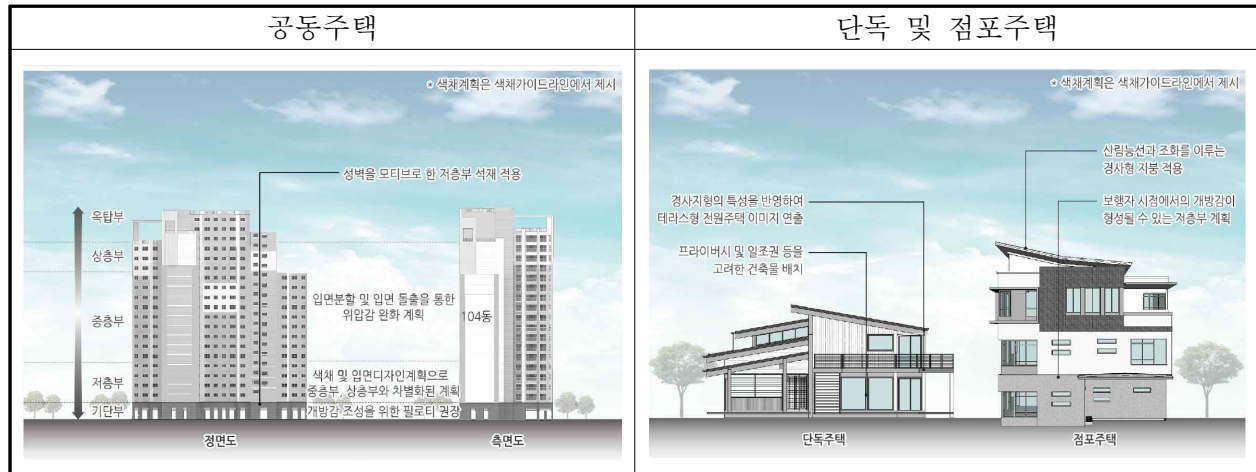 공동주택
단독 및 점포주택
* 색채계획은 색채가이드라인에서 제시
성벽을 모티브로 한 저층부 석재 적용
옥탑부
상층부
중층부
저층부
기단부
입면분할 및 입면 돌출을 통한
위압감 완화 계획
104동
색채 및 입면디자인계획으로
중층부, 상층부와 차별화된 계획
개방감 조성을 위한 필로티 권장
정면도
측면도
* 색채계획은 색채가이드라인에서 제시
산림능선과 조화를 이루는
경사형 지붕 적용
경사지형의 특성을 반영하여
테라스형 전원주택 이미지 연출
보행자 시점에서의 개방감이
형성될 수 있는 저층부 계획
프라이버시 및 일조권 등을
고려한 건축물 배치
단독주택
점포주택